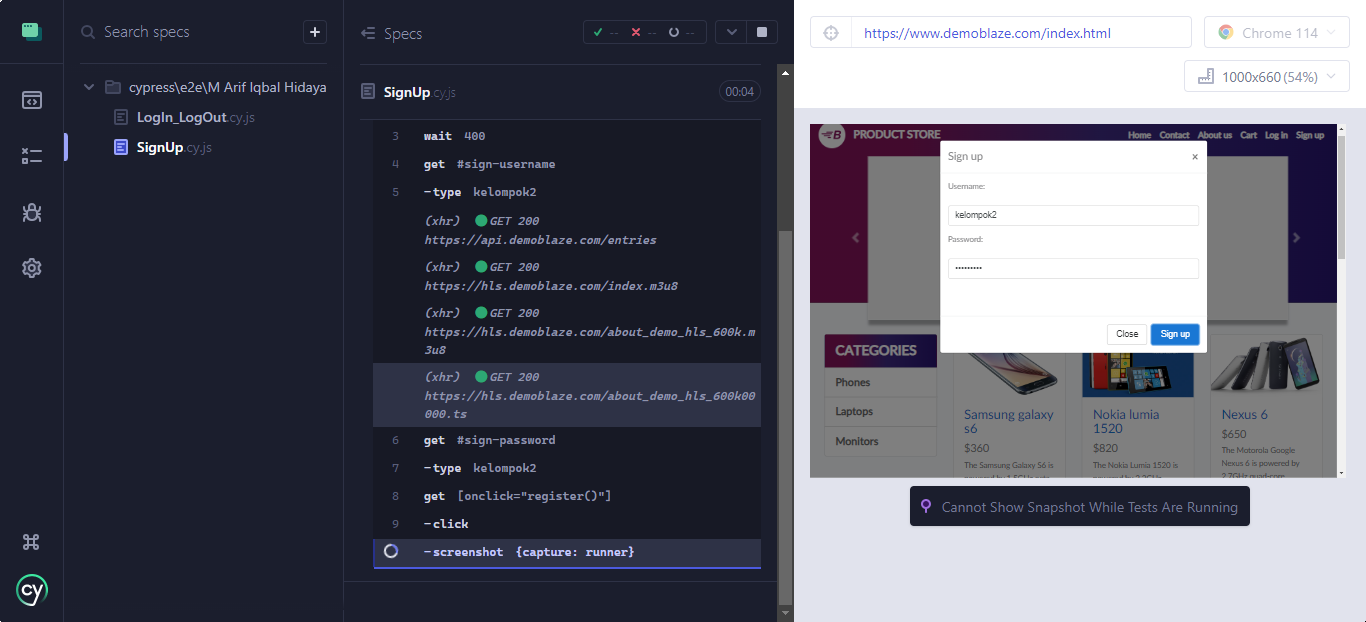 Search specs
+
cypress\e2e\M Arif Iqbal Hidaya
LogIn_LogOut.cy.js
SignUp.cy.js
cy
Specs
-- -- --
SignUp.cy.js
00:04
3 wait 400
4 get #sign-username
5 -type kelompok2
(xhr) GET 200
https://api.demoblaze.com/entries
(xhr) GET 200
https://hls.demoblaze.com/index.m3u8
(xhr) GET 200
https://hls.demoblaze.com/about_demo_hls_600k.m
3u8
(xhr) GET 200
https://hls.demoblaze.com/about_demo_hls_600k00
000.ts
6 get #sign-password
7 -type kelompok2
8 get [onclick="register()"]
9 -click
-screenshot {capture: runner}
https://www.demoblaze.com/index.html
Chrome 114
1000x660 (54%)
B PRODUCT STORE
Home Contact About us Cart Log in Sign up
Sign up ×
Username:
kelompok2
Password:
•••••••••
Close Sign up
CATEGORIES
Phones
Laptops
Monitors
Samsung galaxy
s6
$360
The Samsung Galaxy S6 is
Nokia lumia
1520
$820
The Nokia Lumia 1520 is
Nexus 6
$650
The Motorola Google
Nexus 6 is powered by
Cannot Show Snapshot While Tests Are Running